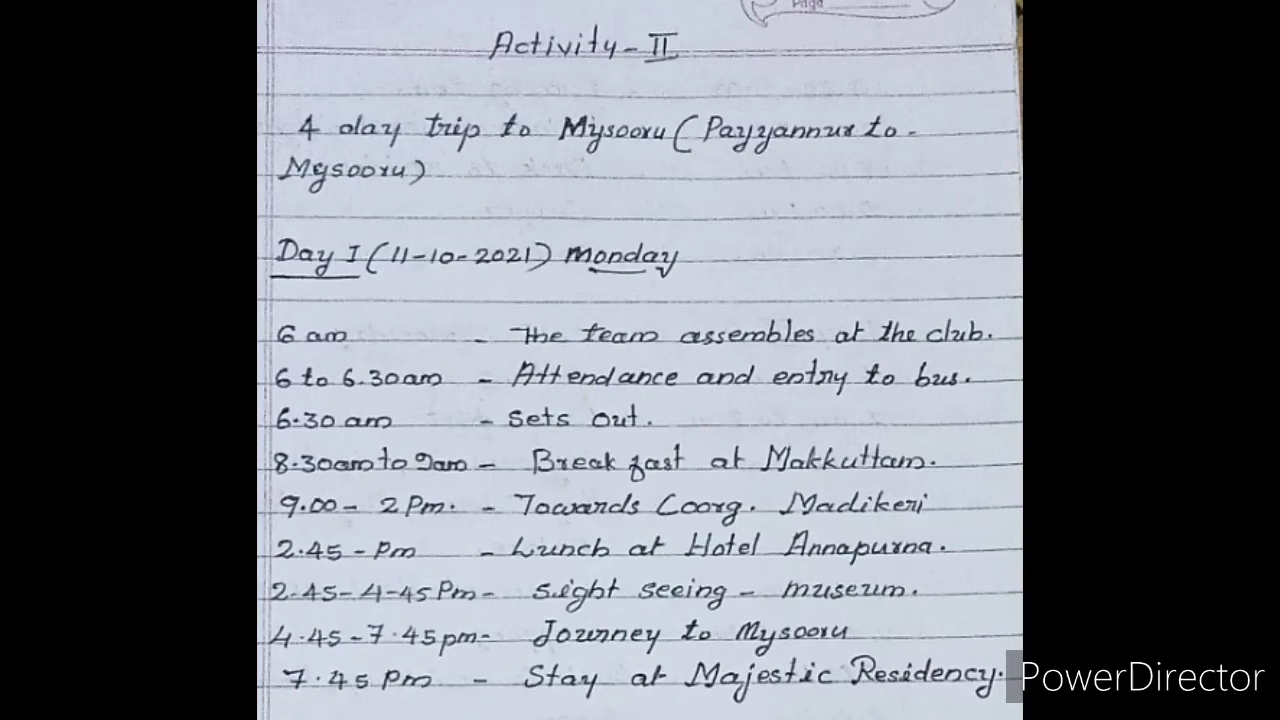 Page
Activity - II
4 day trip to Mysooru (Payyannur to -
Mysooru)
Day I (11-10-2021) monday
6 am - The team assembles at the club.
6 to 6.30am - Attendance and entry to bus.
6.30 am - Sets out.
8.30am to 9am - Break fast at Makkuttam.
9.00 - 2 Pm. - Towards Coorg. Madikeri
2.45 - Pm - Lunch at Hotel Annapurna.
2.45 - 4-45 Pm - Sight seeing - museum.
4.45 - 7.45 pm - Journey to Mysooru
7.45 Pm - Stay at Majestic Residency.
PowerDirector